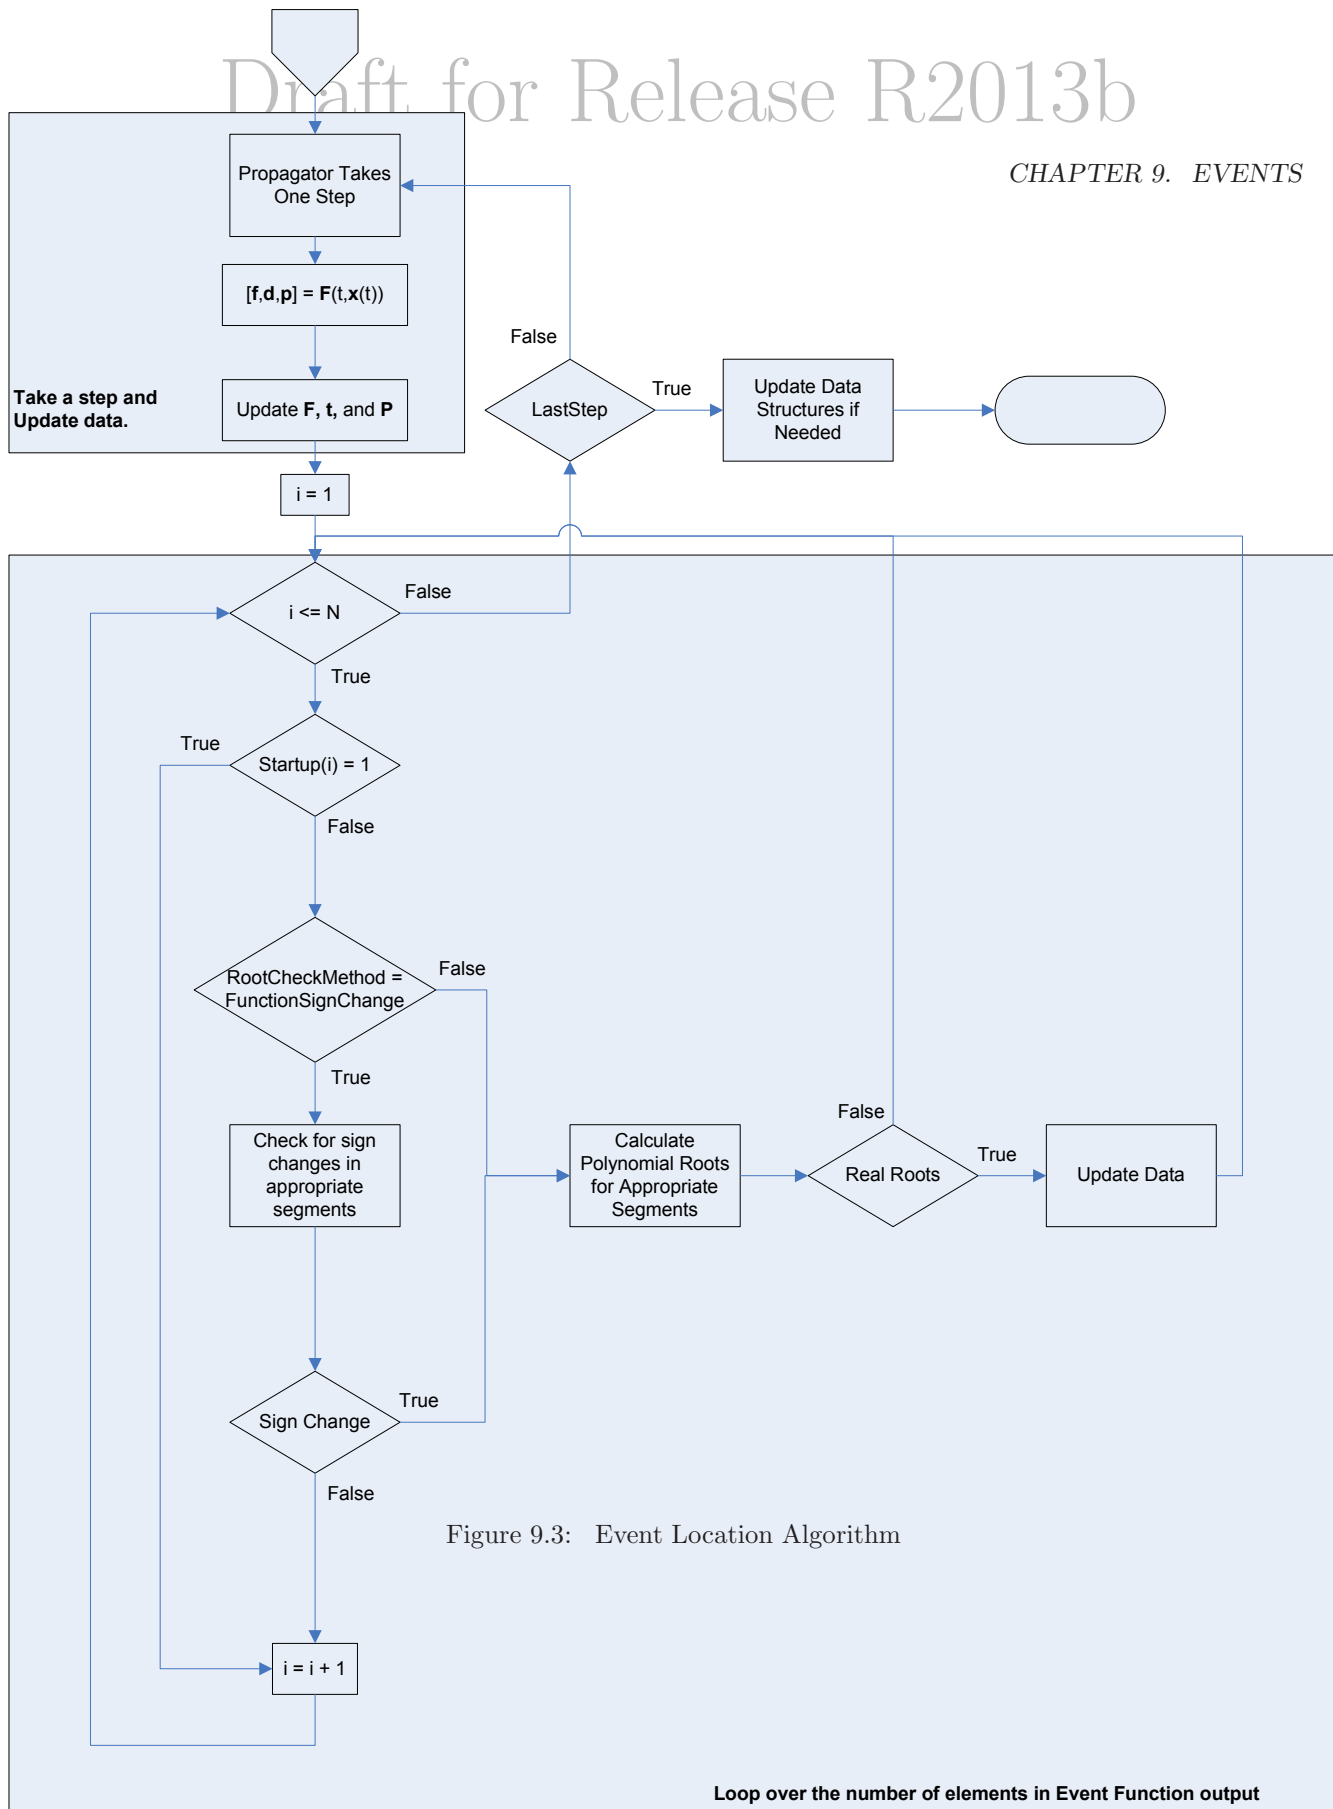 Draft for Release R2013b
CHAPTER 9. EVENTS
Propagator Takes
One Step
[f,d,p] = F(t,x(t))
Take a step and
Update data.
Update F, t, and P
i = 1
False
LastStep
True
Update Data
Structures if
Needed
i <= N
False
True
True
Startup(i) = 1
False
RootCheckMethod =
FunctionSignChange
False
True
Check for sign
changes in
appropriate
segments
Calculate
Polynomial Roots
for Appropriate
Segments
False
Real Roots
True
Update Data
Sign Change
True
False
Figure 9.3: Event Location Algorithm
i = i + 1
Loop over the number of elements in Event Function output